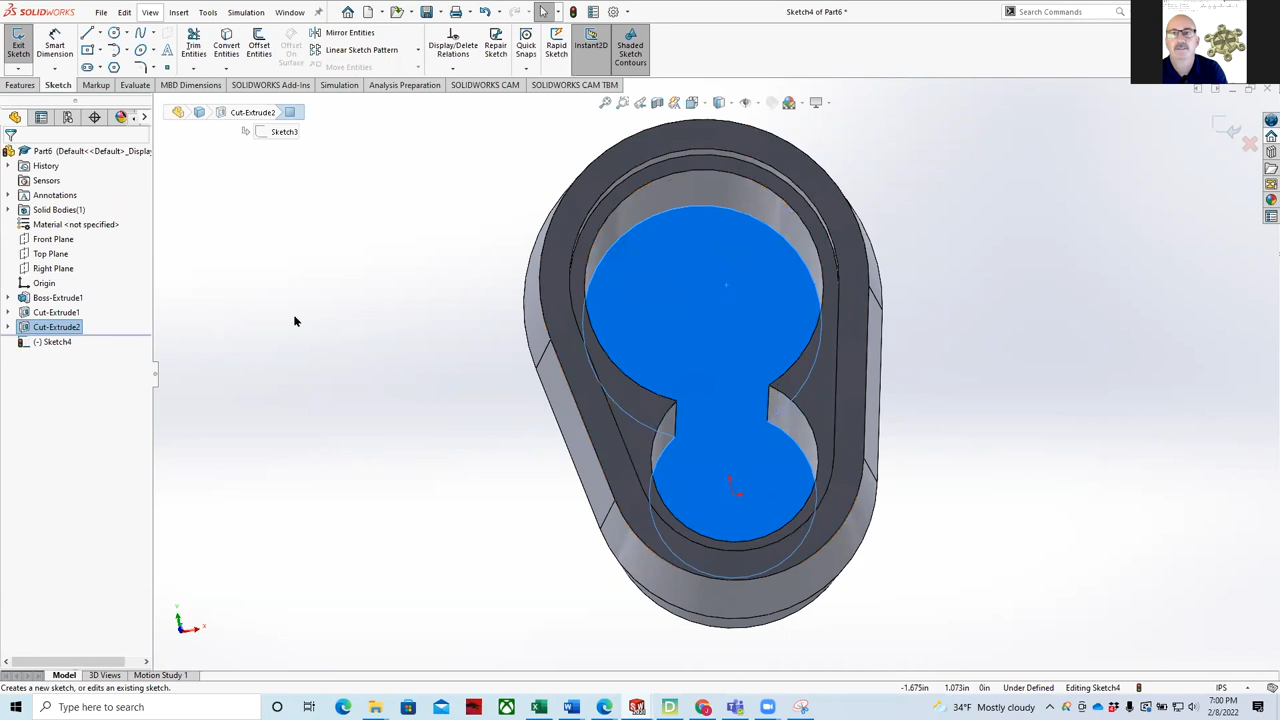 SOLIDWORKS File Edit View Insert Tools Simulation Window Sketch4 of Part6 * Search Commands
Exit Sketch
Smart Dimension
Trim Entities
Convert Entities
Offset Entities
Offset On Surface
Mirror Entities
Linear Sketch Pattern
Move Entities
Display/Delete Relations
Repair Sketch
Quick Snaps
Rapid Sketch
Instant2D
Shaded Sketch Contours
Features Sketch Markup Evaluate MBD Dimensions SOLIDWORKS Add-Ins Simulation Analysis Preparation SOLIDWORKS CAM SOLIDWORKS CAM TBM
Cut-Extrude2
Sketch3
Part6 (Default<<Default>_Display
History
Sensors
Annotations
Solid Bodies(1)
Material <not specified>
Front Plane
Top Plane
Right Plane
Origin
Boss-Extrude1
Cut-Extrude1
Cut-Extrude2
(-) Sketch4
Y
X
Model 3D Views Motion Study 1
Creates a new sketch, or edits an existing sketch. -1.675in 1.073in 0in Under Defined Editing Sketch4 IPS
Type here to search
34°F Mostly cloudy
7:00 PM
2/8/2022